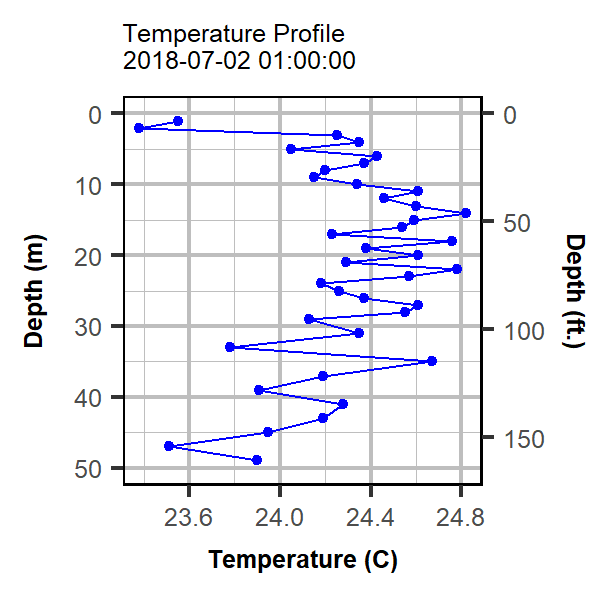 Temperature Profile
2018-07-02 01:00:00
0
10
20
30
40
50
Depth (m)
0
50
100
150
Depth (ft.)
23.6 24.0 24.4 24.8
Temperature (C)